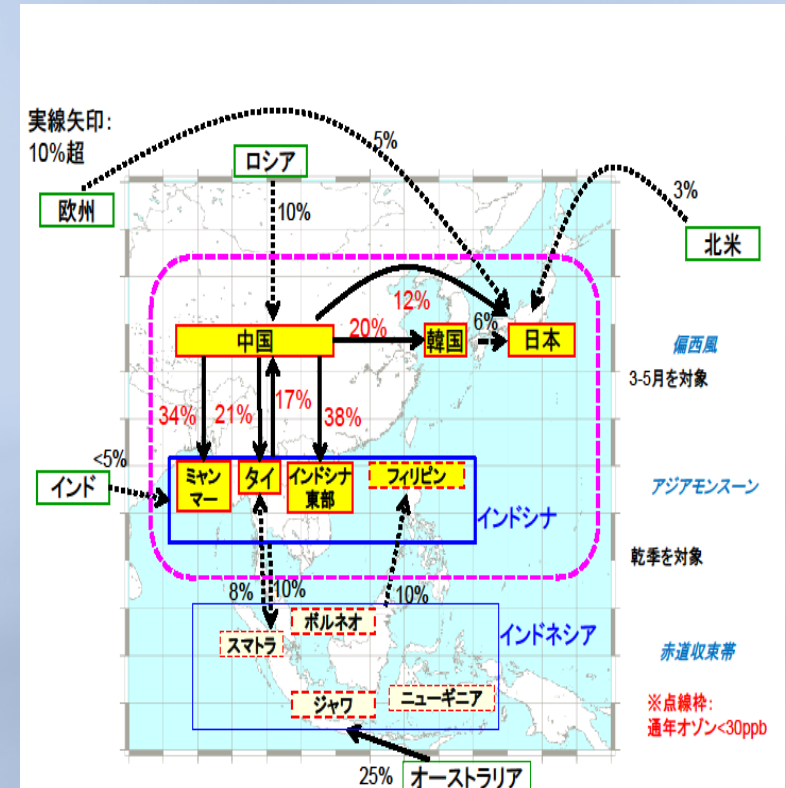 実線矢印:
10%超
5%
ロシア
3%
欧州
10%
北米
12%
20%
6%
中国
韓国
日本
偏西風
3-5月を対象
34%
21%
17%
38%
<5%
インド
ミャン
マー
タイ
インドシナ
東部
フィリピン
アジアモンスーン
インドシナ
乾季を対象
8%
10%
10%
ボルネオ
インドネシア
スマトラ
赤道収束帯
ジャワ
ニューギニア
※点線枠:
通年オゾン<30ppb
25%
オーストラリア